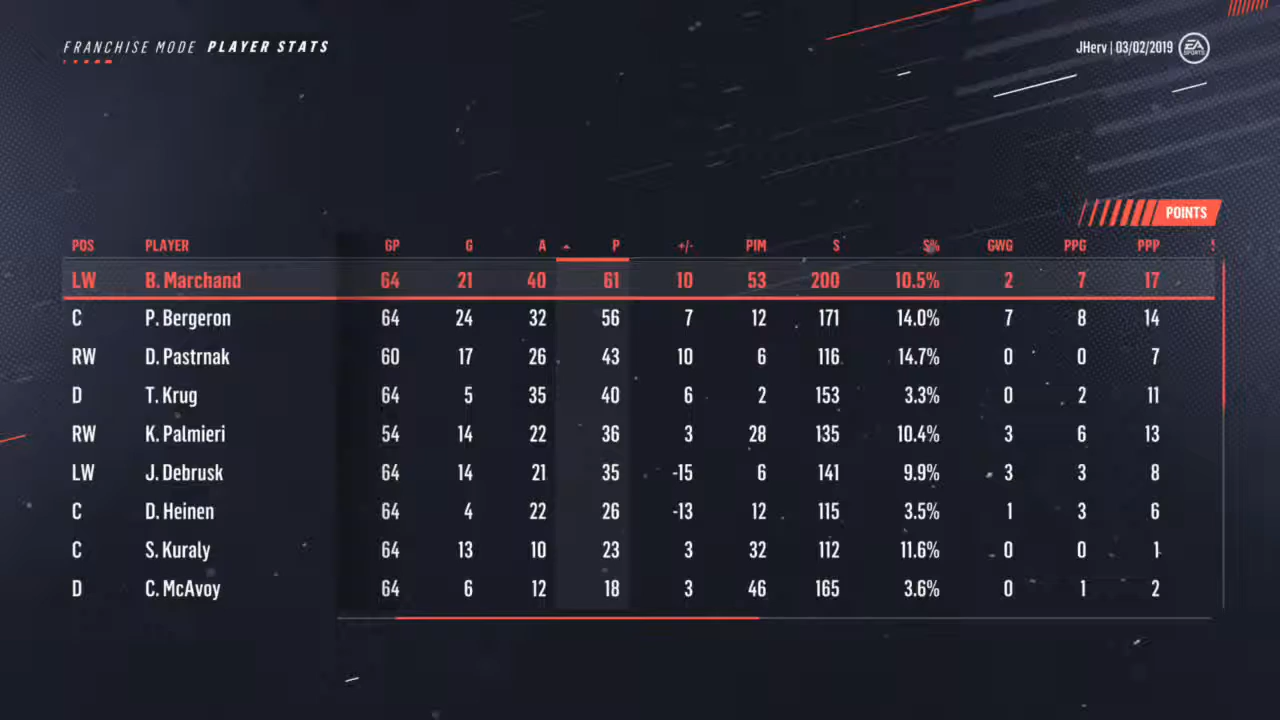 FRANCHISE MODE PLAYER STATS
JHerv | 03/02/2019 EA SPORTS
POINTS
POS PLAYER GP G A P +/- PIM S S% GWG PPG PPP
LW B. Marchand 64 21 40 61 10 53 200 10.5% 2 7 17
C P. Bergeron 64 24 32 56 7 12 171 14.0% 7 8 14
RW D. Pastrnak 60 17 26 43 10 6 116 14.7% 0 0 7
D T. Krug 64 5 35 40 6 2 153 3.3% 0 2 11
RW K. Palmieri 54 14 22 36 3 28 135 10.4% 3 6 13
LW J. Debrusk 64 14 21 35 -15 6 141 9.9% 3 3 8
C D. Heinen 64 4 22 26 -13 12 115 3.5% 1 3 6
C S. Kuraly 64 13 10 23 3 32 112 11.6% 0 0 1
D C. McAvoy 64 6 12 18 3 46 165 3.6% 0 1 2